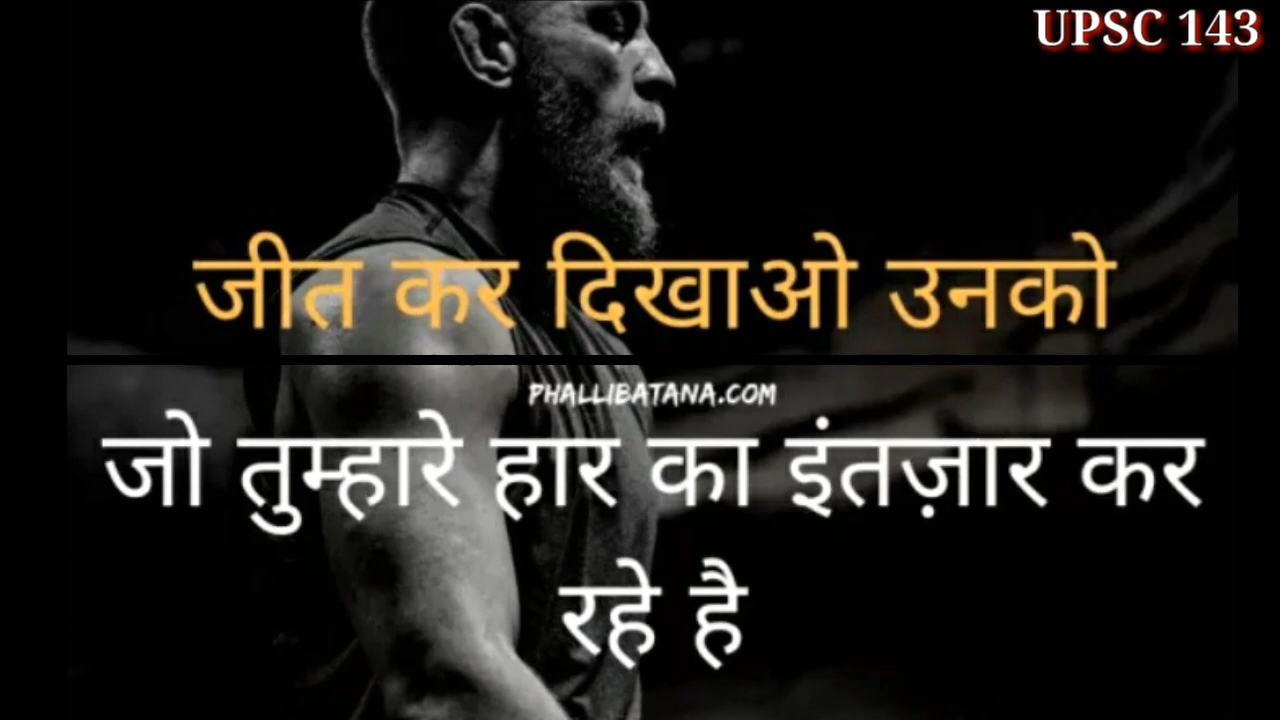 UPSC 143
जीत कर दिखाओ उनको
PHALLIBATANA.COM
जो तुम्हारे हार का इंतज़ार कर
रहे है